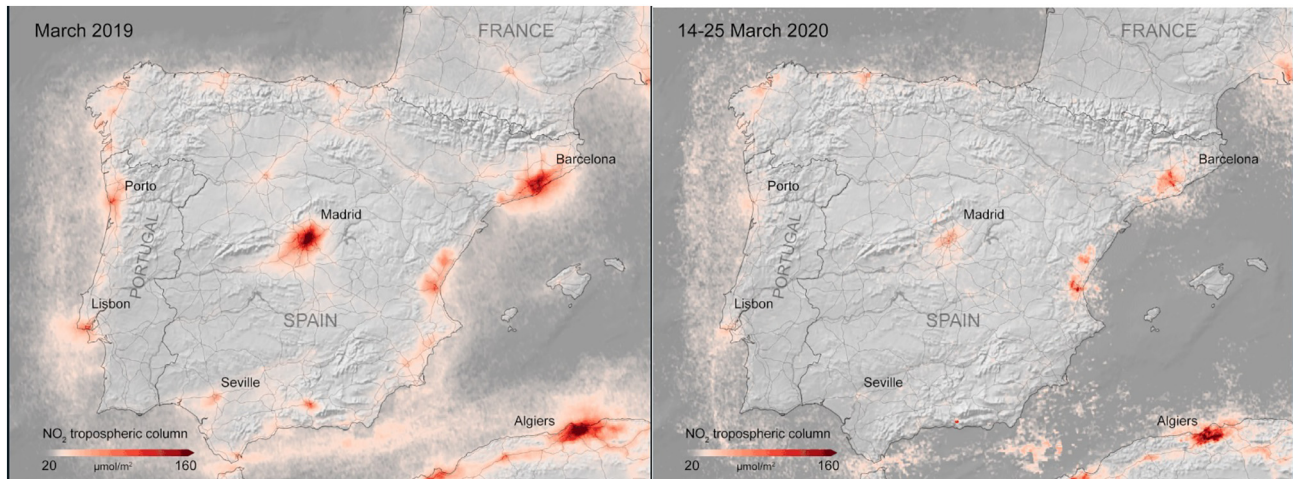 March 2019
FRANCE
Barcelona
Porto
Madrid
PORTUGAL
Lisbon
SPAIN
Seville
Algiers
NO₂ tropospheric column
20 µmol/m² 160
14-25 March 2020
FRANCE
Barcelona
Porto
Madrid
PORTUGAL
Lisbon
SPAIN
Seville
Algiers
NO₂ tropospheric column
20 µmol/m² 160